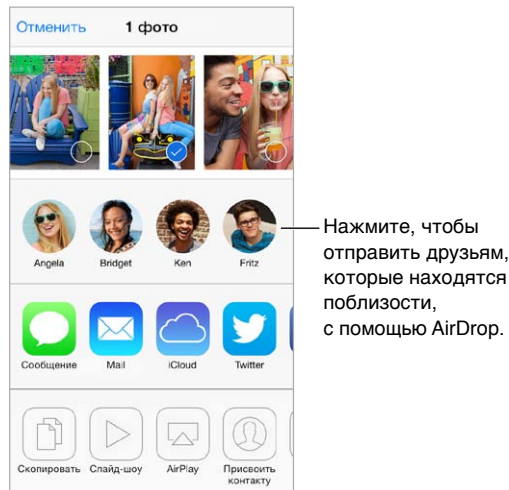 Отменить 1 фото
Angela Bridget Ken Fritz
Нажмите, чтобы
отправить друзьям,
которые находятся
поблизости,
с помощью AirDrop.
Сообщение Mail iCloud Twitter
Скопировать Слайд-шоу AirPlay Присвоить
контакту